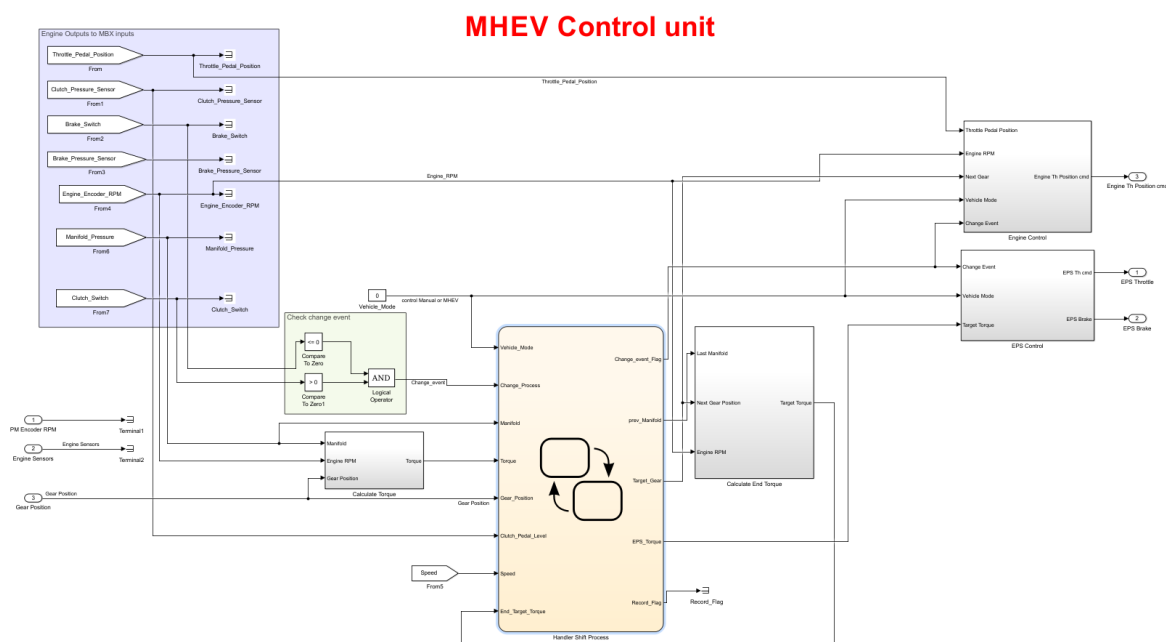 MHEV Control unit
Engine Outputs to MBX inputs
Throttle_Pedal_Position
From
Throttle_Pedal_Position
Clutch_Pressure_Sensor
From1
Clutch_Pressure_Sensor
Brake_Switch
From2
Brake_Switch
Brake_Pressure_Sensor
From3
Brake_Pressure_Sensor
Engine_Encoder_RPM
From4
Engine_Encoder_RPM
Manifold_Pressure
From6
Manifold_Pressure
Clutch_Switch
From7
Clutch_Switch
Throttle_Pedal_Position
Engine_RPM
Throttle Pedal Position
Engine RPM
Next Gear
Vehicle Mode
Change Event
Engine Th Position cmd
Engine Control
3
Engine Th Position cmd
Change Event
Vehicle Mode
Target Torque
EPS Th cmd
EPS Brake
EPS Control
1
EPS Throttle
2
EPS Brake
0
Vehicle_Mode
control Manual or MHEV
Check change event
<= 0
Compare
To Zero
> 0
Compare
To Zero1
AND
Logical
Operator
Change_event
1
PM Encoder RPM
Terminal1
2
Engine Sensors
Engine Sensors
Terminal2
3
Gear Position
Gear Position
Manifold
Engine RPM
Gear Position
Torque
Calculate Torque
Gear Position
Speed
From5
Vehicle_Mode
Change_Process
Manifold
Torque
Gear_Position
Clutch_Pedal_Level
Speed
End_Target_Torque
Change_event_Flag
prev_Manifold
Target_Gear
EPS_Torque
Record_Flag
Handler Shift Process
Record_Flag
Last Manifold
Next Gear Position
Engine RPM
Target Torque
Calculate End Torque